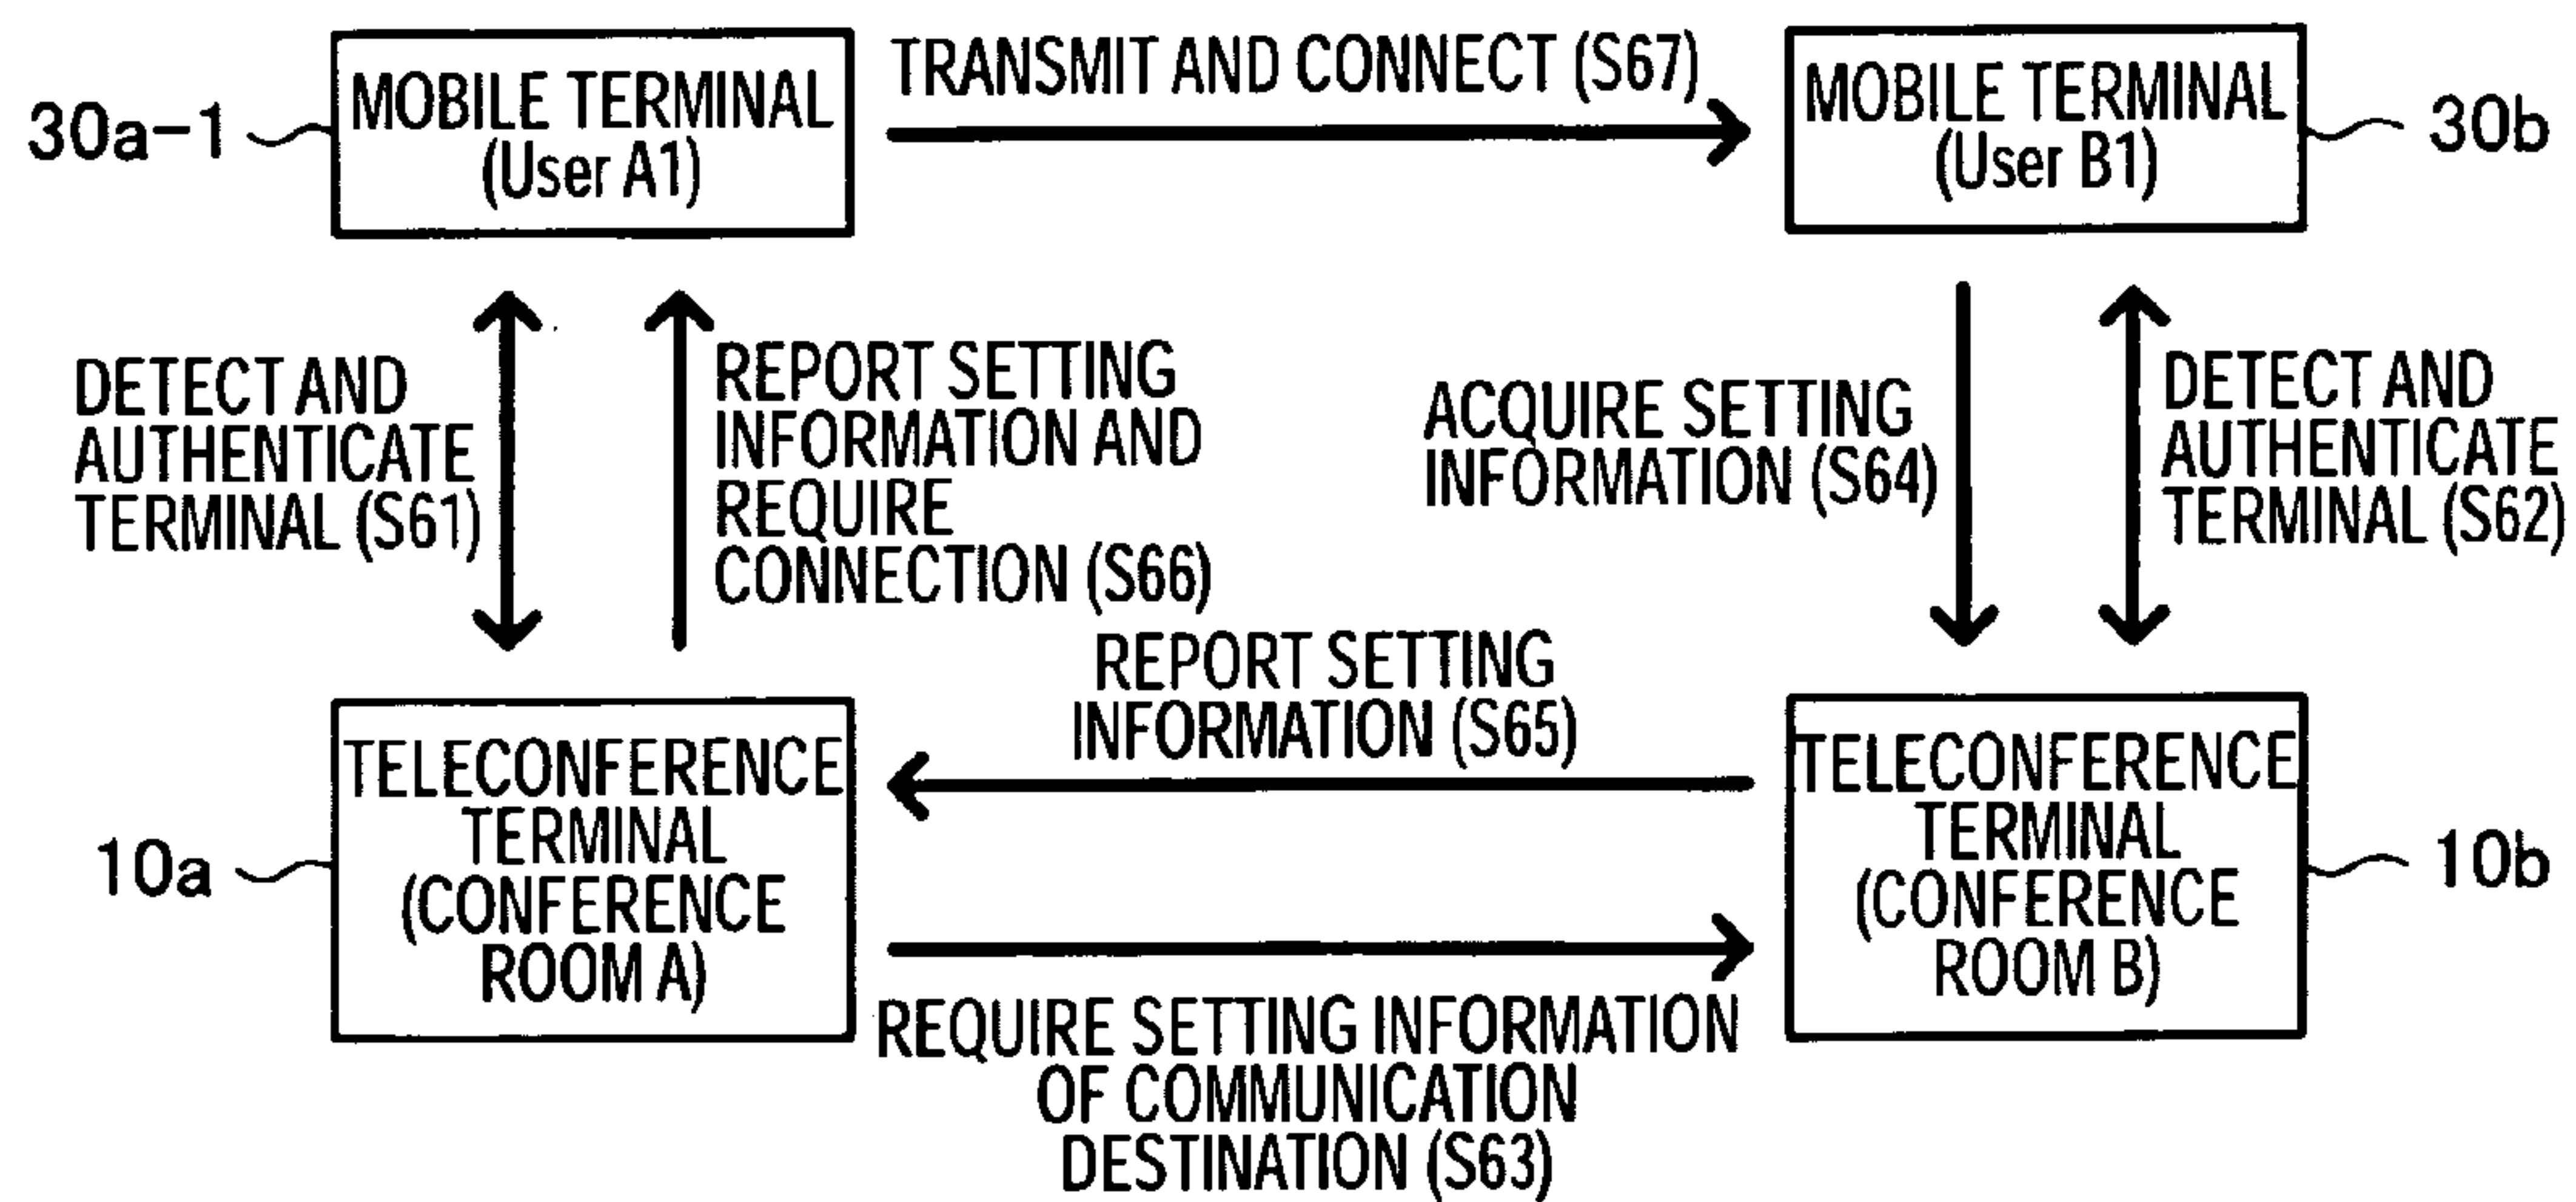 30a-1
MOBILE TERMINAL
(User A1)
TRANSMIT AND CONNECT (S67)
MOBILE TERMINAL
(User B1)
30b
DETECT AND
AUTHENTICATE
TERMINAL (S61)
REPORT SETTING
INFORMATION AND
REQUIRE
CONNECTION (S66)
ACQUIRE SETTING
INFORMATION (S64)
DETECT AND
AUTHENTICATE
TERMINAL (S62)
REPORT SETTING
INFORMATION (S65)
10a
TELECONFERENCE
TERMINAL
(CONFERENCE
ROOM A)
TELECONFERENCE
TERMINAL
(CONFERENCE
ROOM B)
10b
REQUIRE SETTING INFORMATION
OF COMMUNICATION
DESTINATION (S63)